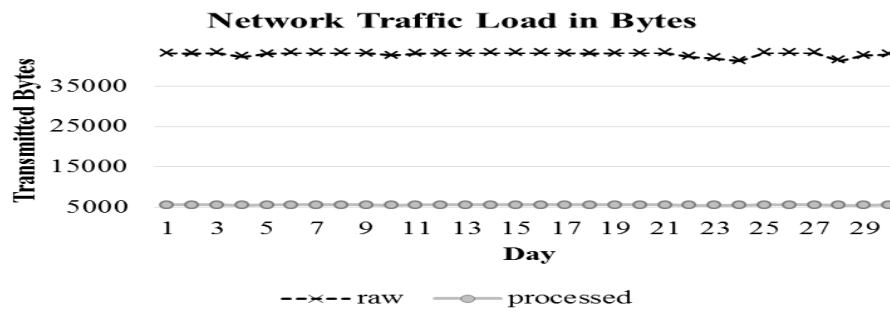 Network Traffic Load in Bytes
Transmitted Bytes
35000
25000
15000
5000
1 3 5 7 9 11 13 15 17 19 21 23 25 27 29
Day
raw processed